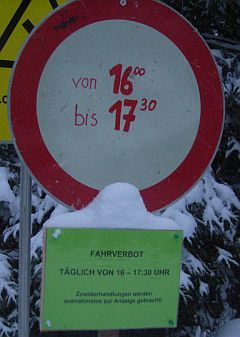 von 16⁰⁰
bis 17³⁰
FAHRVERBOT
TÄGLICH VON 16 – 17:30 UHR
Zuwiderhandlungen werden
ausnahmslos zur Anzeige gebracht!